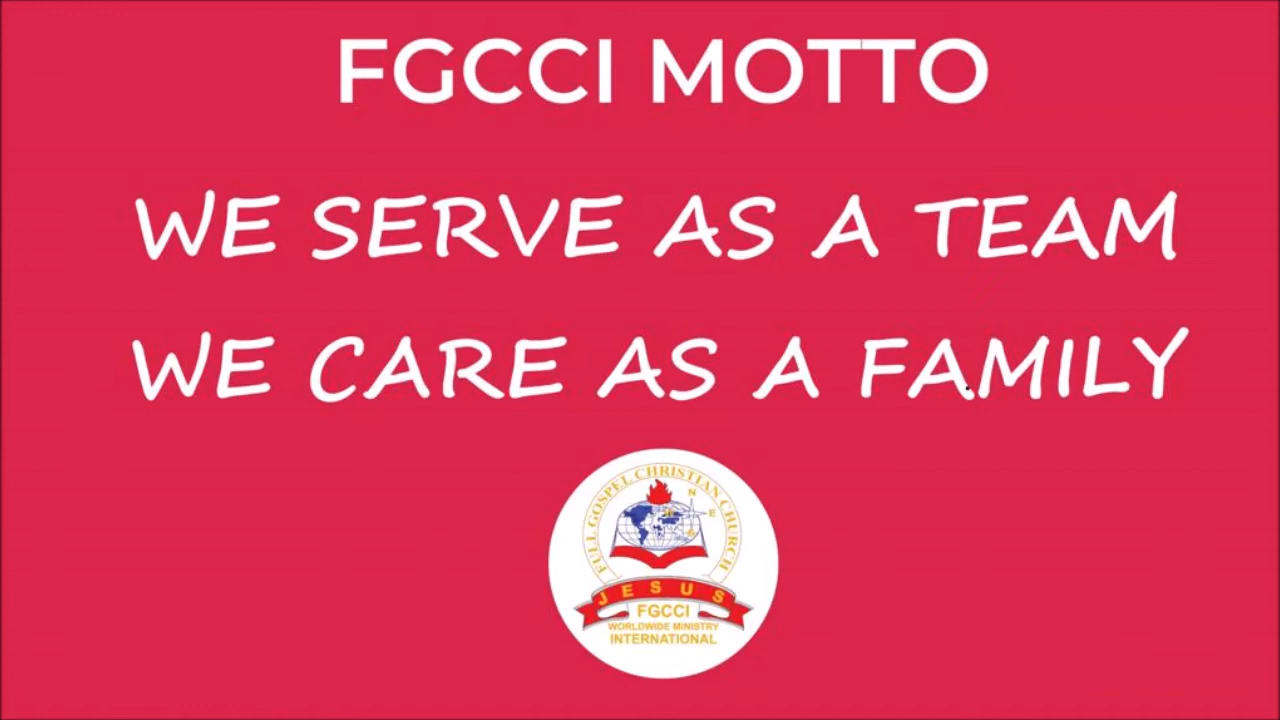 FGCCI MOTTO
WE SERVE AS A TEAM
WE CARE AS A FAMILY
FULL GOSPEL CHRISTIAN CHURCH
N
E
JESUS
FGCCI
WORLDWIDE MINISTRY
INTERNATIONAL